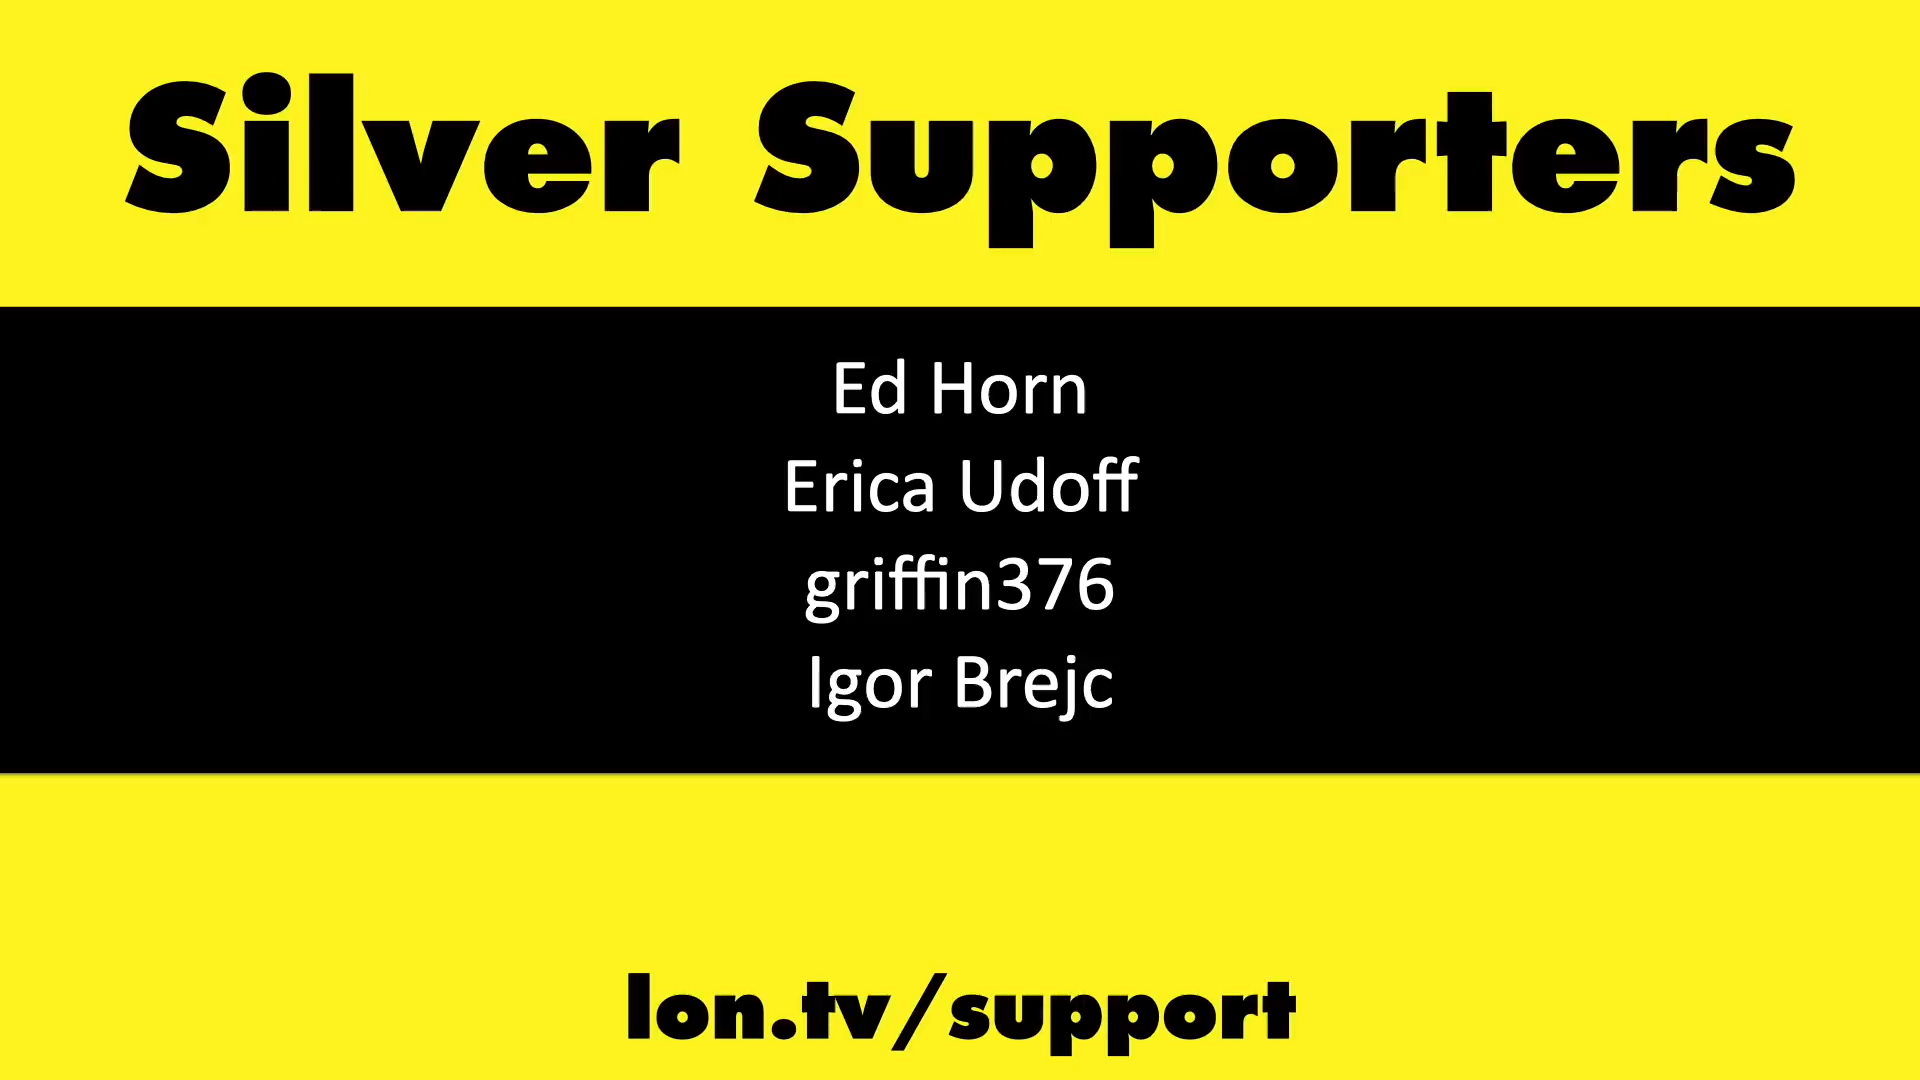 Silver Supporters
Ed Horn
Erica Udoff
griffin376
Igor Brejc
lon.tv/support